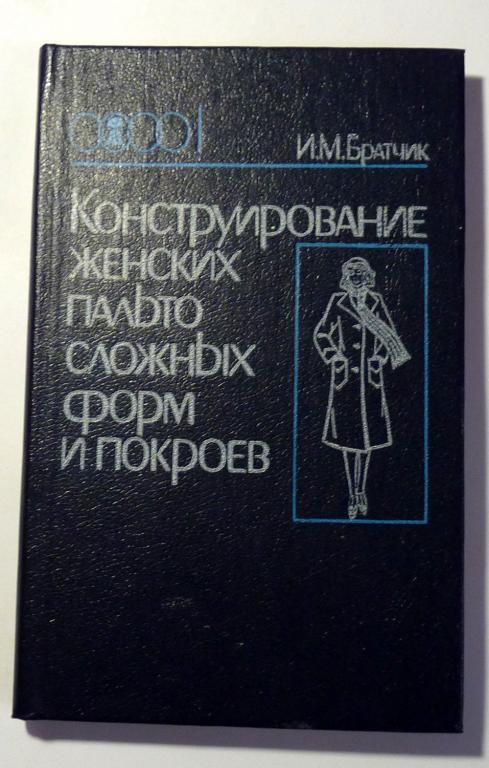 И.М.Братчик
Конструирование
женских
пальто
сложных
форм
и покроев